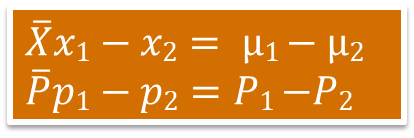 X̄x₁ − x₂ = μ₁ − μ₂
P̄p₁ − p₂ = P₁ −P₂